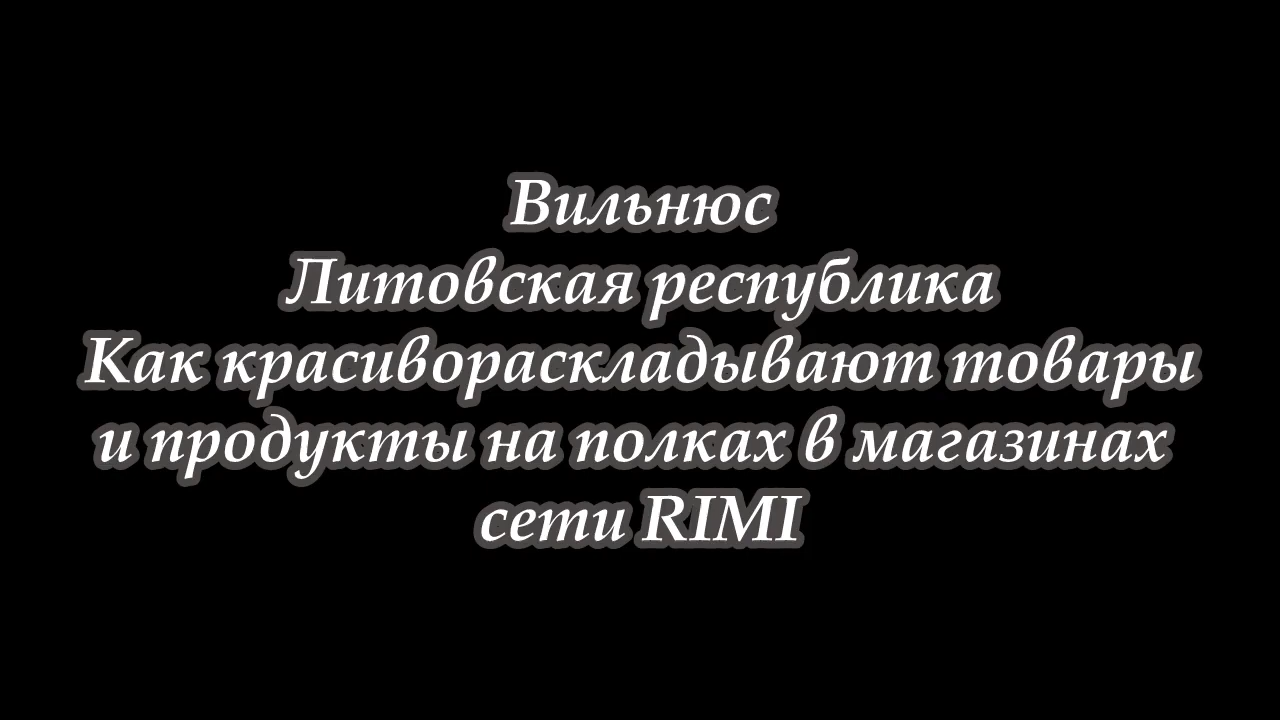 Вильнюс
Литовская республика
Как красивораскладывают товары
и продукты на полках в магазинах
сети RIMI